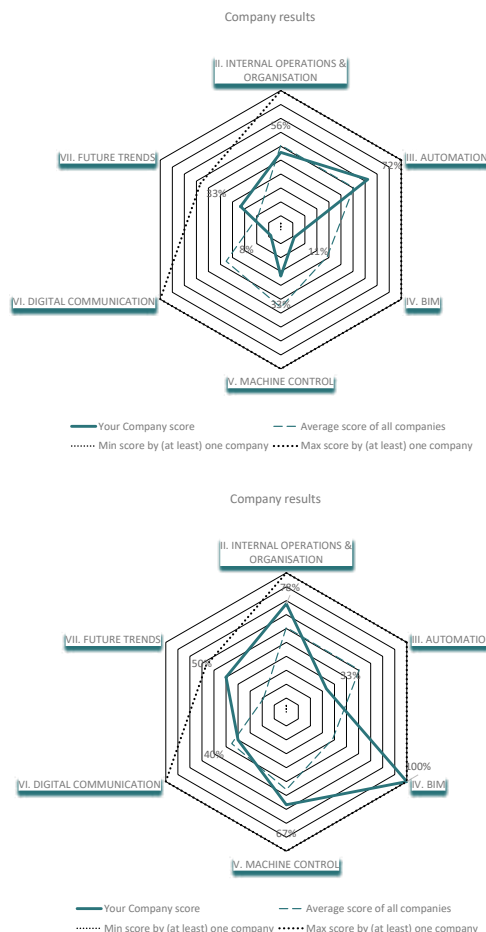 Company results
II. INTERNAL OPERATIONS &
ORGANISATION
56%
VII. FUTURE TRENDS
72%
III. AUTOMATION
33%
8%
11%
VI. DIGITAL COMMUNICATION
33%
IV. BIM
V. MACHINE CONTROL
Your Company score
Average score of all companies
Min score by (at least) one company
Max score by (at least) one company
Company results
II. INTERNAL OPERATIONS &
ORGANISATION
78%
VII. FUTURE TRENDS
III. AUTOMATION
50%
33%
40%
100%
VI. DIGITAL COMMUNICATION
IV. BIM
67%
V. MACHINE CONTROL
Your Company score
Average score of all companies
Min score by (at least) one company
Max score by (at least) one company